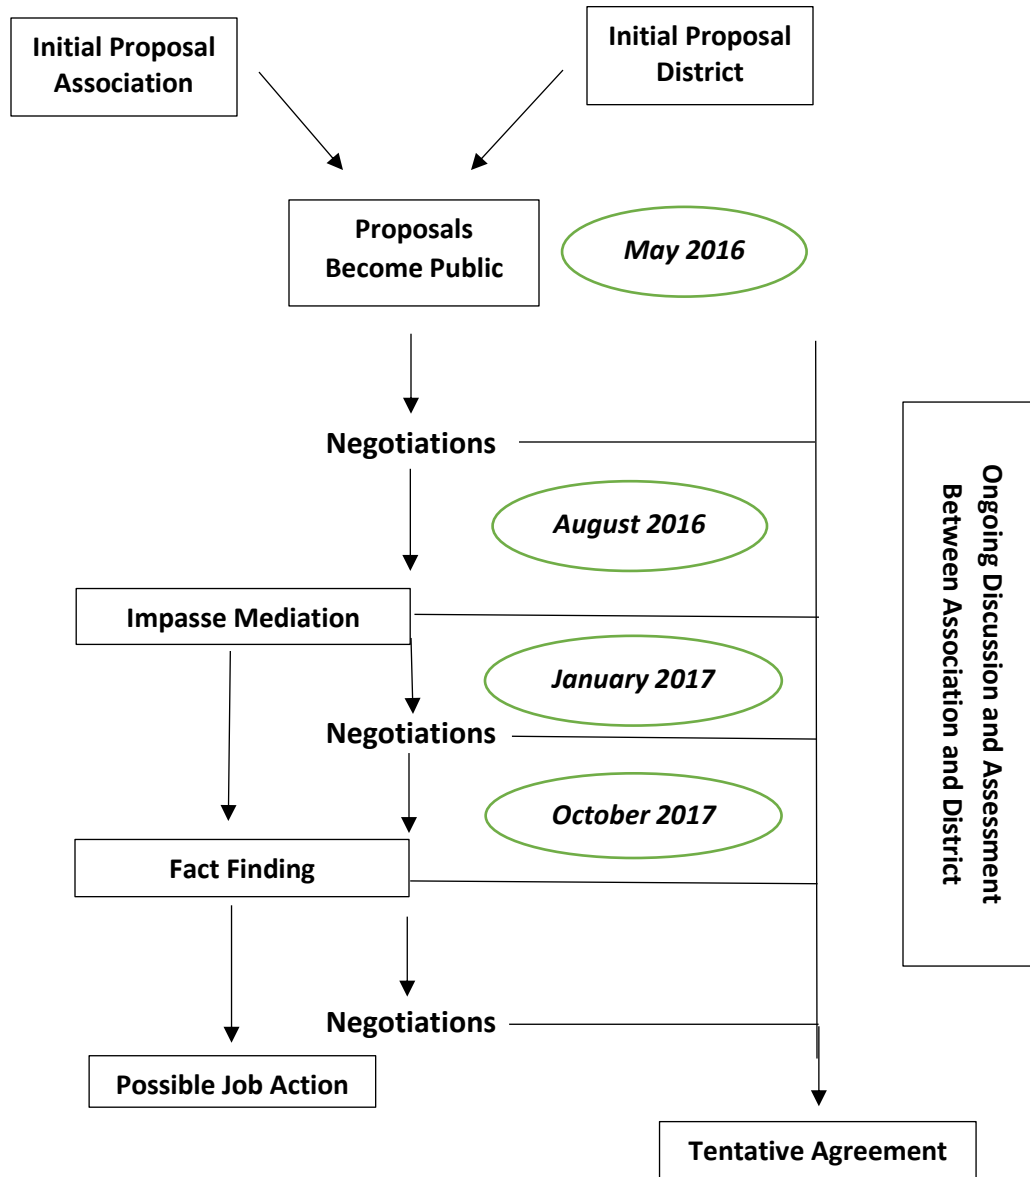 Initial Proposal
Association
Initial Proposal
District
Proposals
Become Public
May 2016
Negotiations
August 2016
Impasse Mediation
January 2017
Negotiations
October 2017
Fact Finding
Negotiations
Possible Job Action
Tentative Agreement
Ongoing Discussion and Assessment
Between Association and District